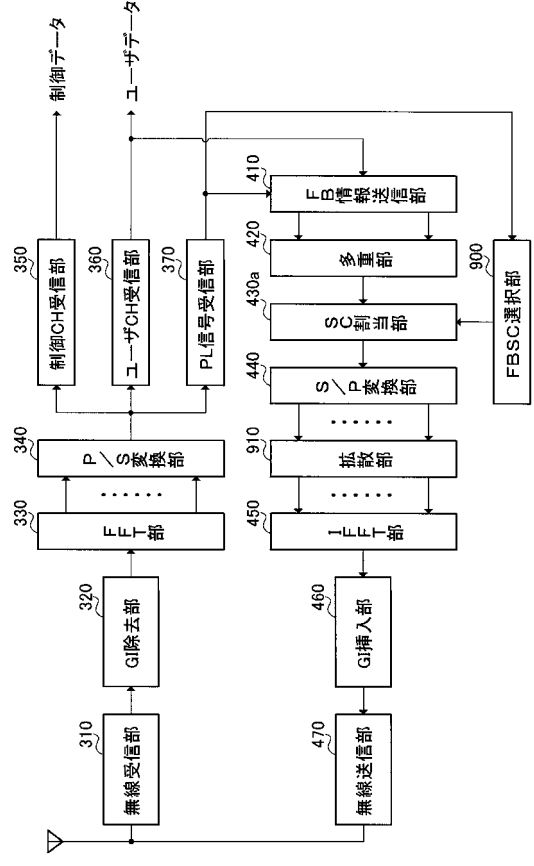 制御データ
ユーザデータ
350
制御CH受信部
360
ユーザCH受信部
370
PL信号受信部
340
P/S変換部
330
FFT部
320
GI除去部
310
無線受信部
410
FB情報送信部
420
多重部
430a
SC割当部
440
S/P変換部
910
拡散部
450
IFFT部
460
GI挿入部
470
無線送信部
900
FBSC選択部